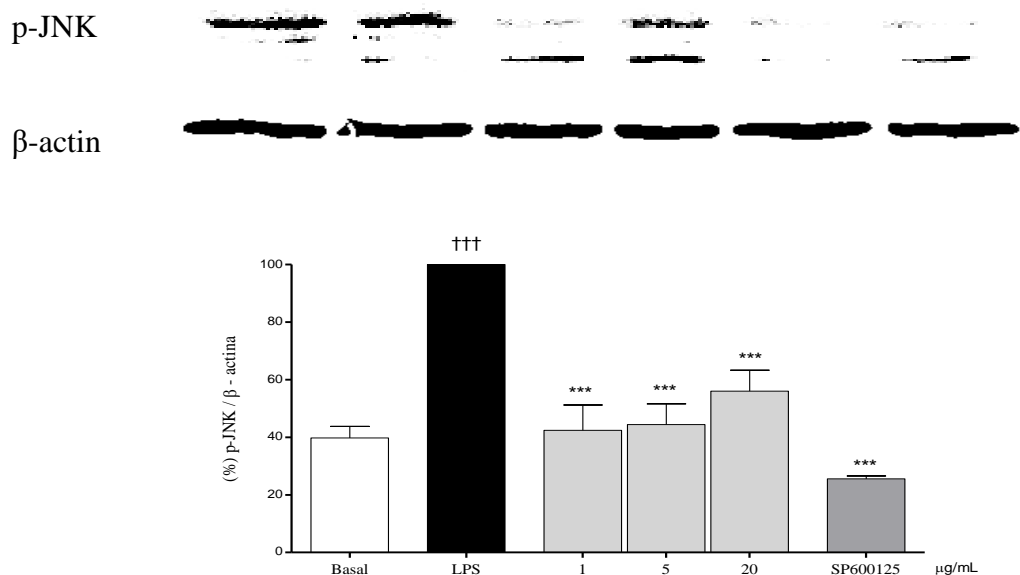 p-JNK
β-actin
†††
100
80
60
40
20
0
(%) p-JNK / β - actina
***
***
***
***
Basal LPS 1 5 20 SP600125 µg/mL